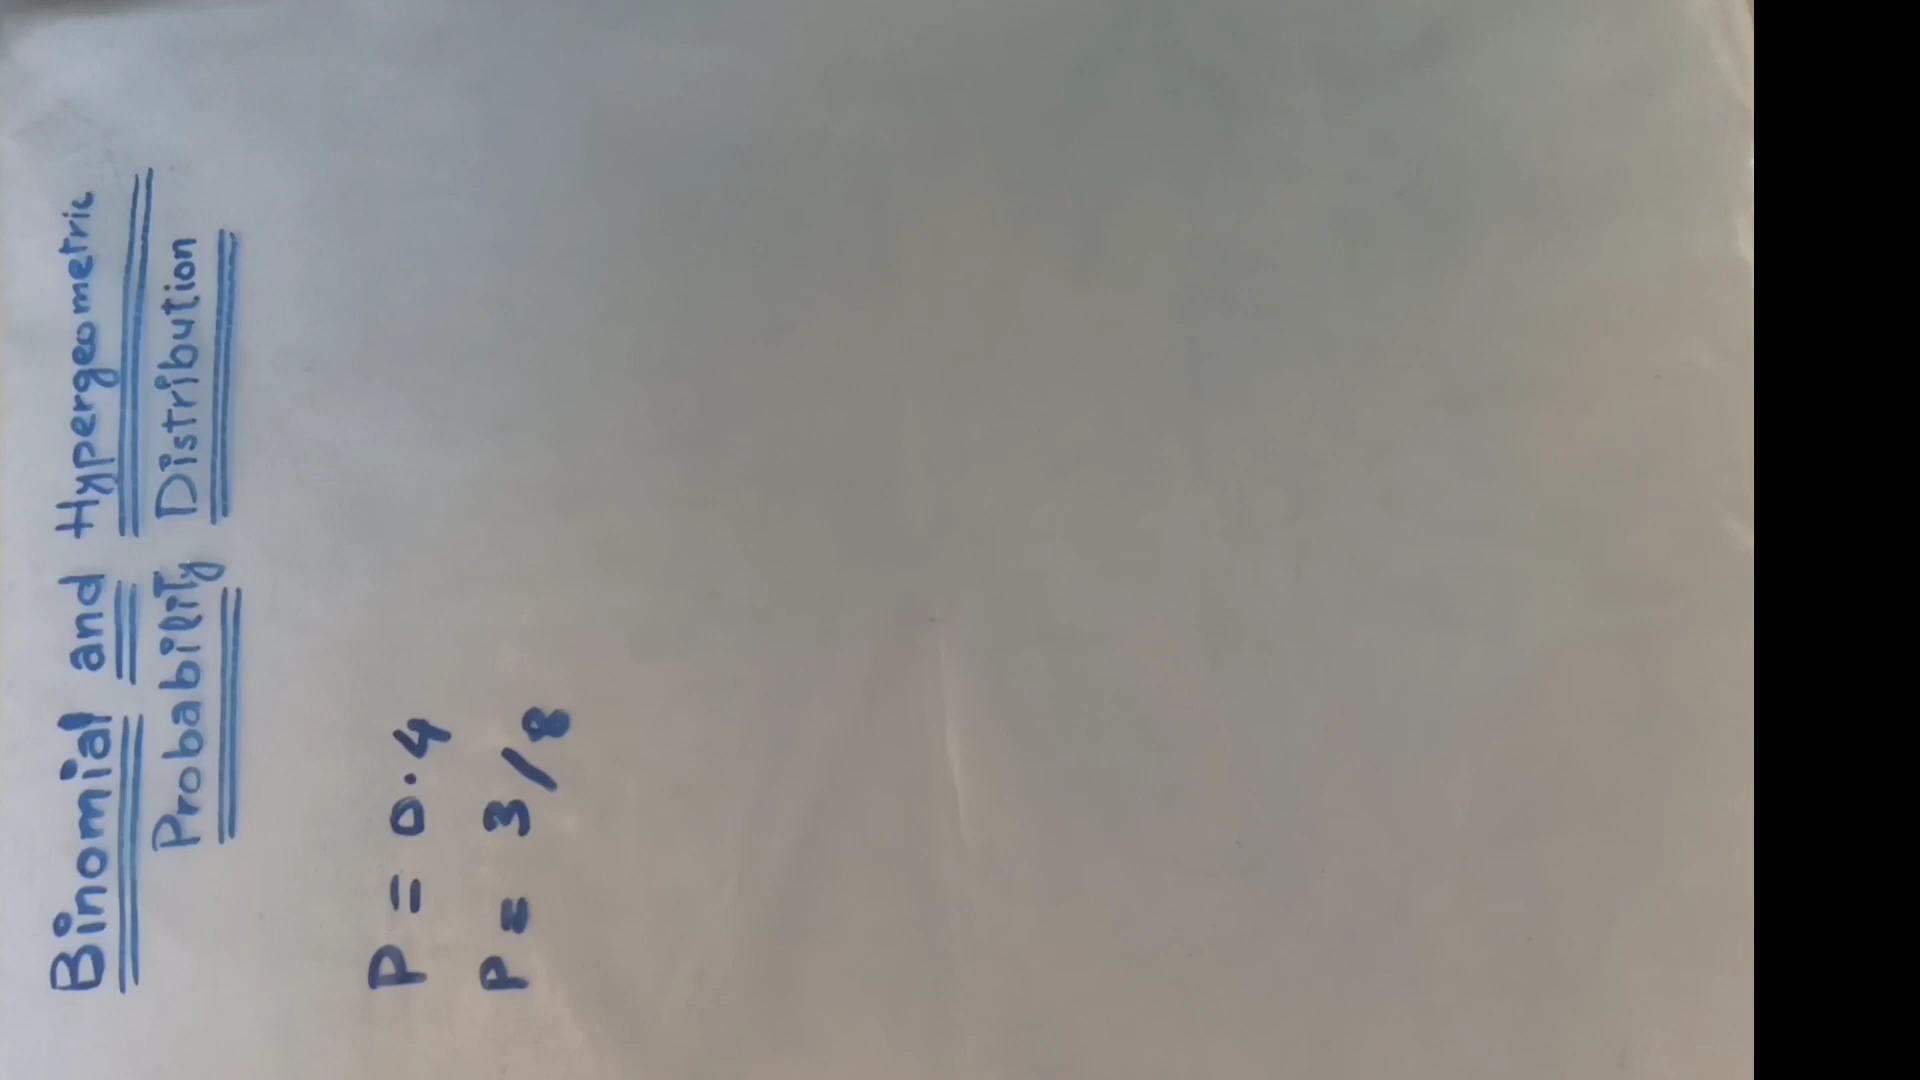 Binomial and Hypergeometric
Probability Distribution
P = 0.4
P = 3/8